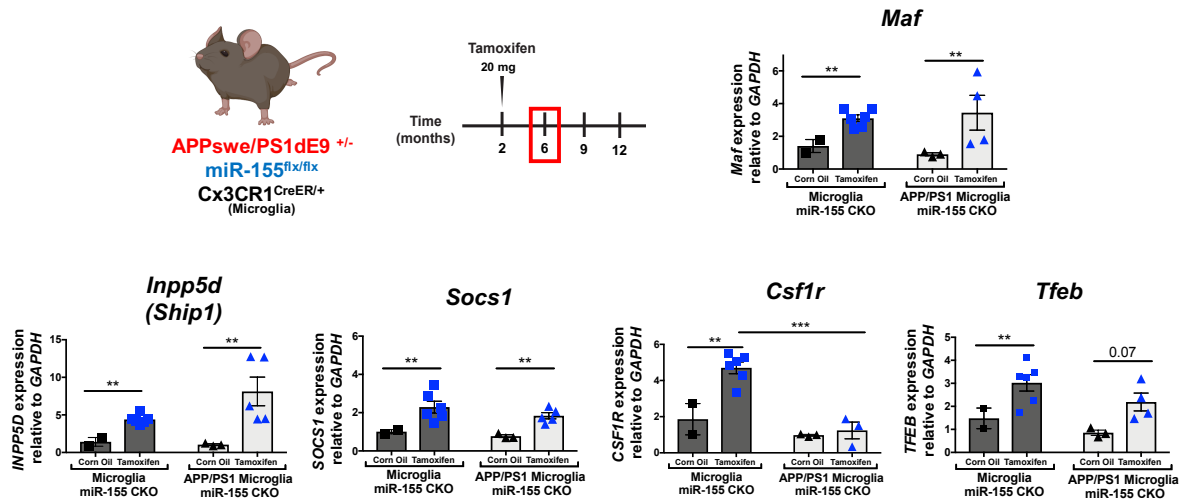 Tamoxifen
20 mg
Time
(months)
2
6
9
12
APPswe/PS1dE9 +/-
miR-155flx/flx
Cx3CR1CreER/+
(Microglia)
Maf
Maf expression
relative to GAPDH
6
4
2
0
**
**
Corn Oil
Tamoxifen
Corn Oil
Tamoxifen
Microglia
miR-155 CKO
APP/PS1 Microglia
miR-155 CKO
Inpp5d
(Ship1)
INPP5D expression
relative to GAPDH
15
10
5
0
**
**
Corn Oil
Tamoxifen
Corn Oil
Tamoxifen
Microglia
miR-155 CKO
APP/PS1 Microglia
miR-155 CKO
Socs1
SOCS1 expression
relative to GAPDH
5
4
3
2
1
0
**
**
Corn Oil
Tamoxifen
Corn Oil
Tamoxifen
Microglia
miR-155 CKO
APP/PS1 Microglia
miR-155 CKO
Csf1r
CSF1R expression
relative to GAPDH
6
4
2
0
**
***
Corn Oil
Tamoxifen
Corn Oil
Tamoxifen
Microglia
miR-155 CKO
APP/PS1 Microglia
miR-155 CKO
Tfeb
TFEB expression
relative to GAPDH
5
4
3
2
1
0
**
0.07
Corn Oil
Tamoxifen
Corn Oil
Tamoxifen
Microglia
miR-155 CKO
APP/PS1 Microglia
miR-155 CKO